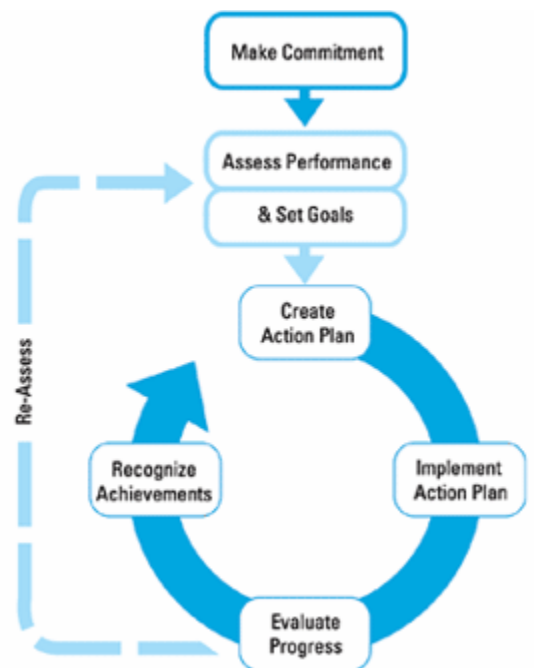 Make Commitment
Assess Performance
& Set Goals
Create
Action Plan
Re-Assess
Recognize
Achievements
Implement
Action Plan
Evaluate
Progress